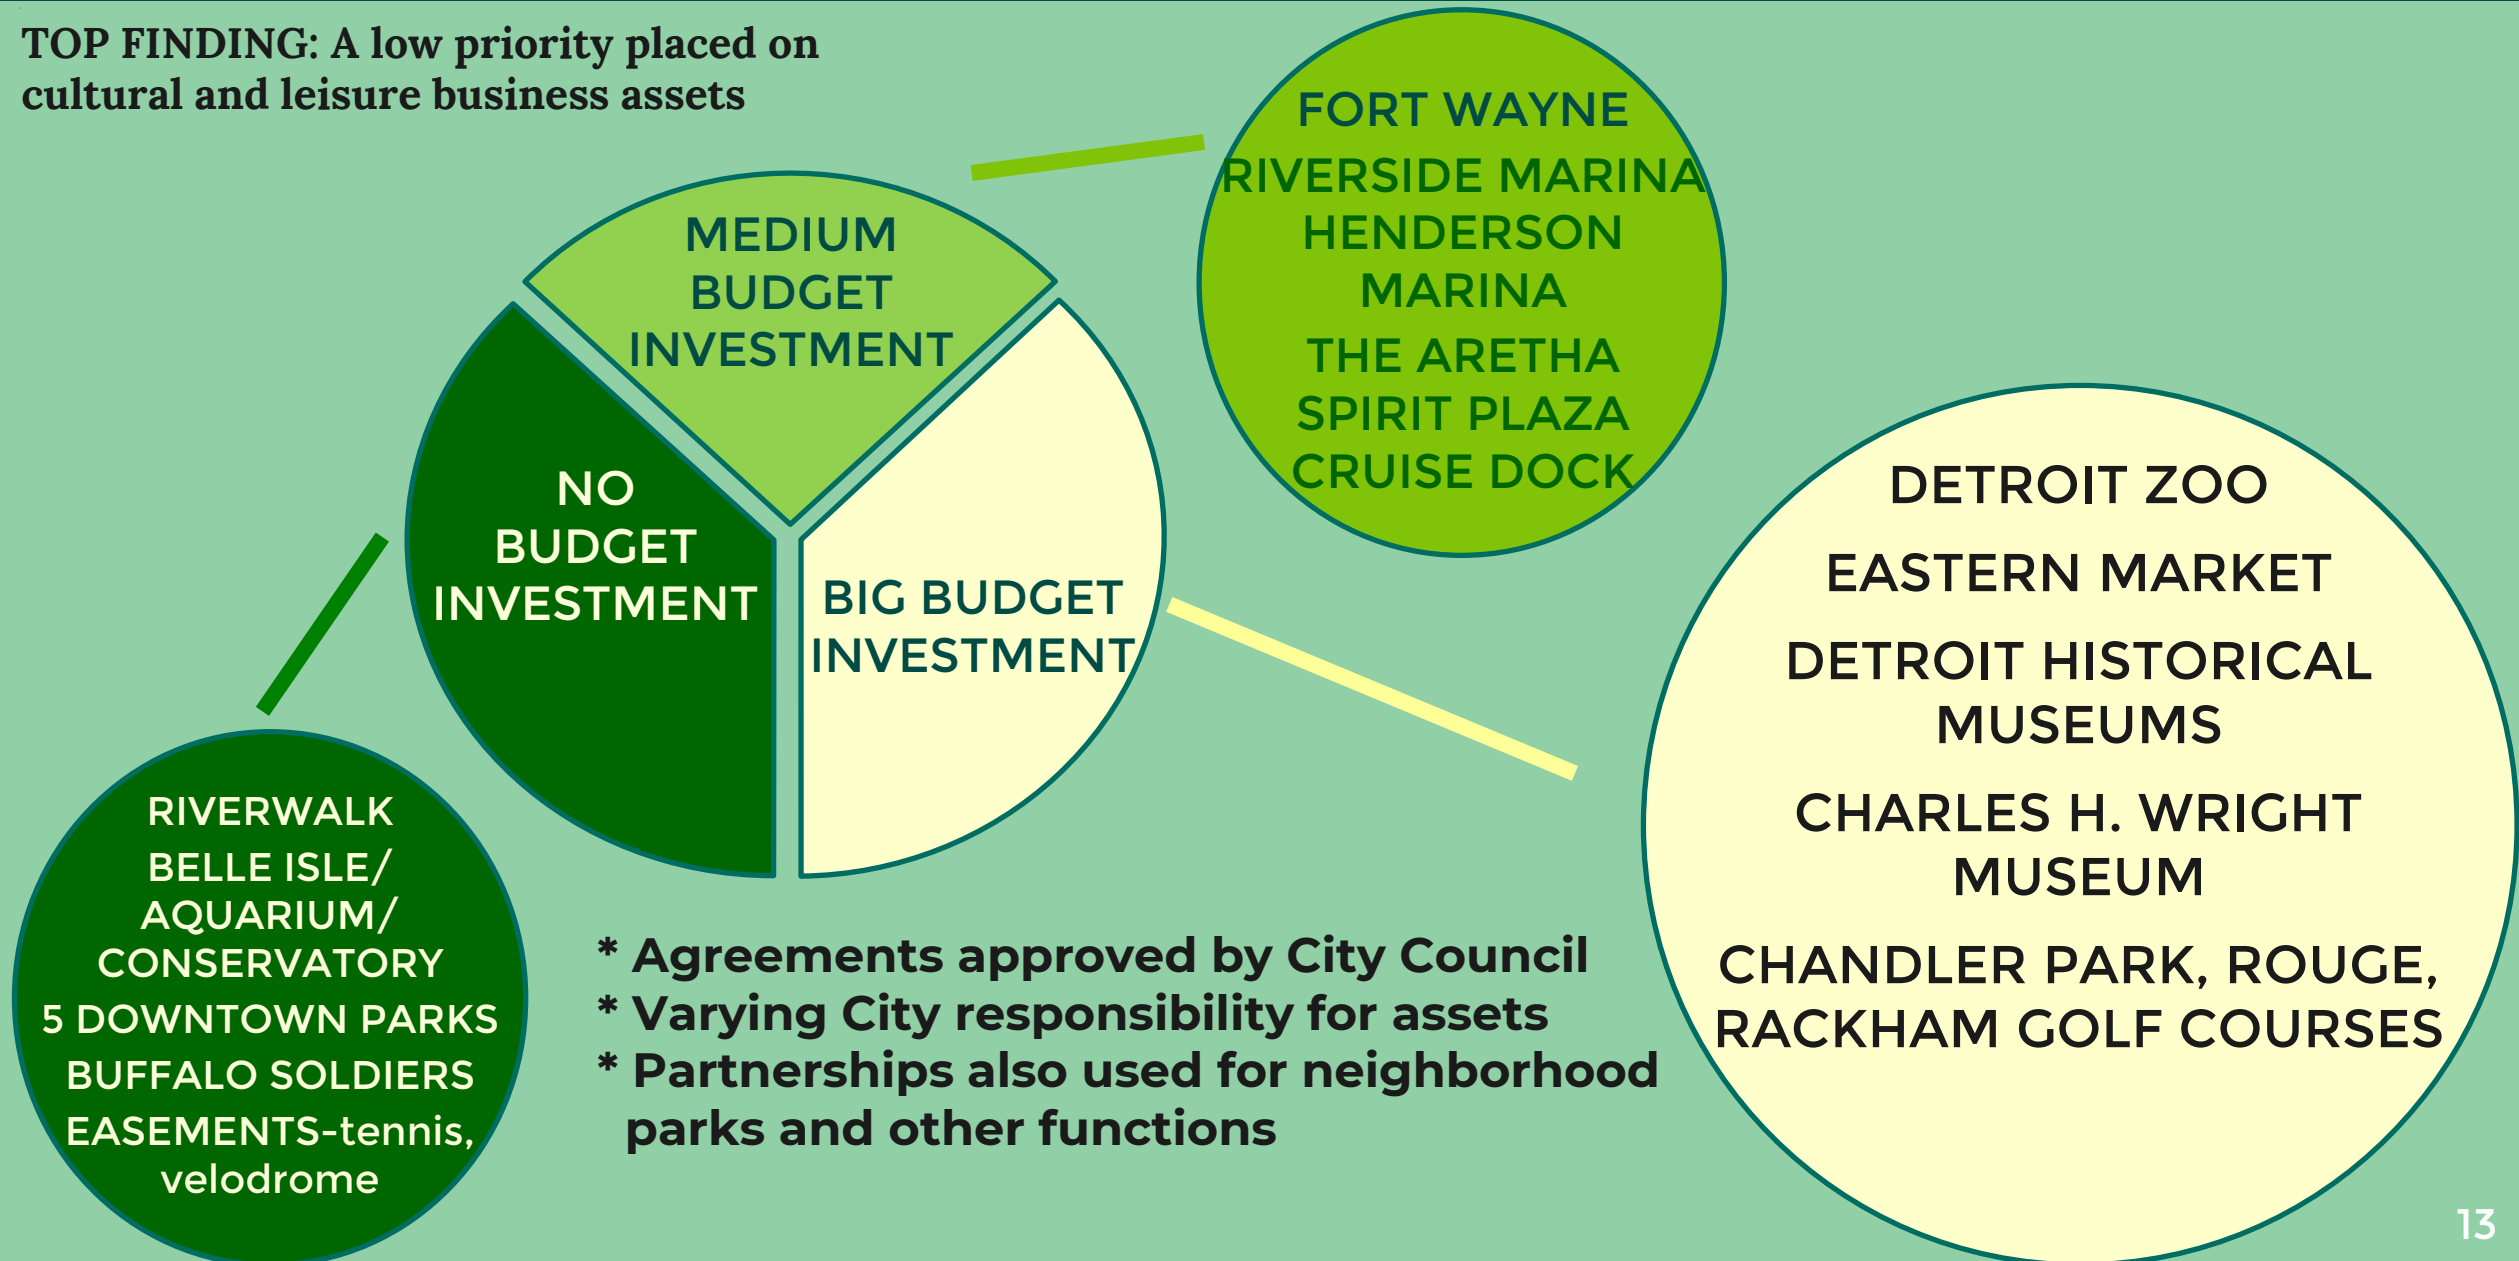 TOP FINDING: A low priority placed on
cultural and leisure business assets
MEDIUM
BUDGET
INVESTMENT
NO
BUDGET
INVESTMENT
BIG BUDGET
INVESTMENT
FORT WAYNE
RIVERSIDE MARINA
HENDERSON
MARINA
THE ARETHA
SPIRIT PLAZA
CRUISE DOCK
DETROIT ZOO
EASTERN MARKET
DETROIT HISTORICAL
MUSEUMS
CHARLES H. WRIGHT
MUSEUM
CHANDLER PARK, ROUGE,
RACKHAM GOLF COURSES
RIVERWALK
BELLE ISLE/
AQUARIUM/
CONSERVATORY
5 DOWNTOWN PARKS
BUFFALO SOLDIERS
EASEMENTS-tennis,
velodrome
* Agreements approved by City Council
* Varying City responsibility for assets
* Partnerships also used for neighborhood
parks and other functions
13